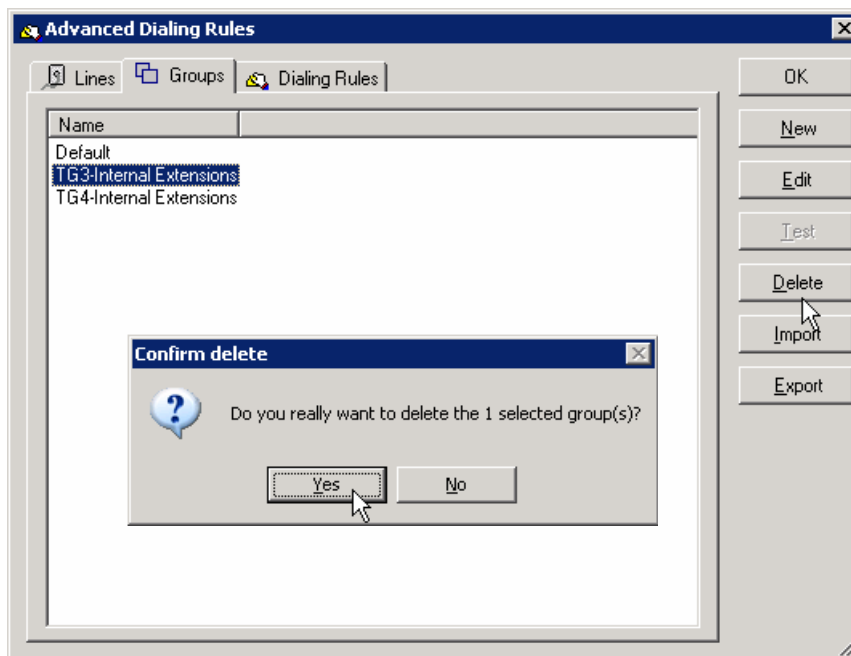 Advanced Dialing Rules
Lines Groups Dialing Rules
Name
Default
TG3-Internal Extensions
TG4-Internal Extensions
Confirm delete
Do you really want to delete the 1 selected group(s)?
Yes No
OK
New
Edit
Test
Delete
Import
Export